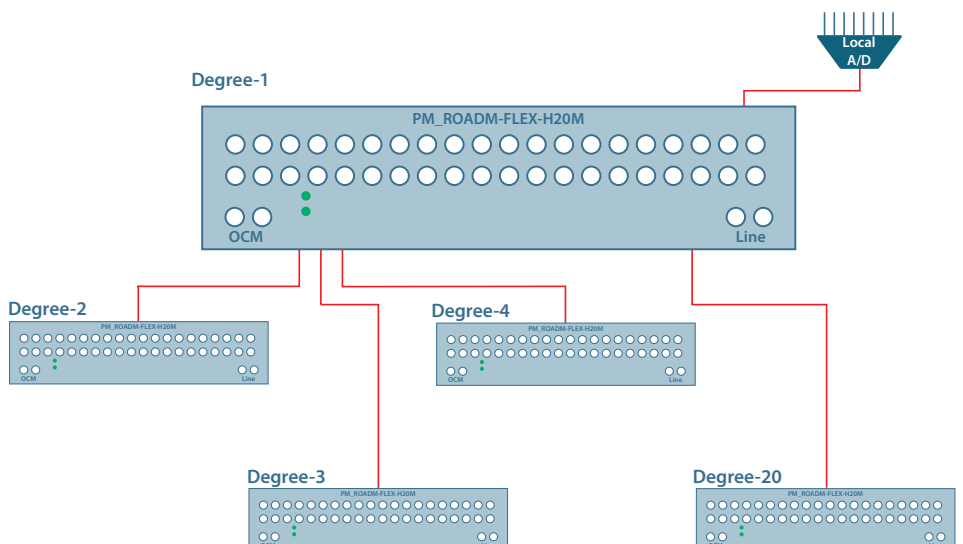 Local
A/D
Degree-1
PM_ROADM-FLEX-H20M
OCM
Line
Degree-2
PM_ROADM-FLEX-H20M
OCM
Line
Degree-4
PM_ROADM-FLEX-H20M
OCM
Line
Degree-3
PM_ROADM-FLEX-H20M
Degree-20
PM_ROADM-FLEX-H20M